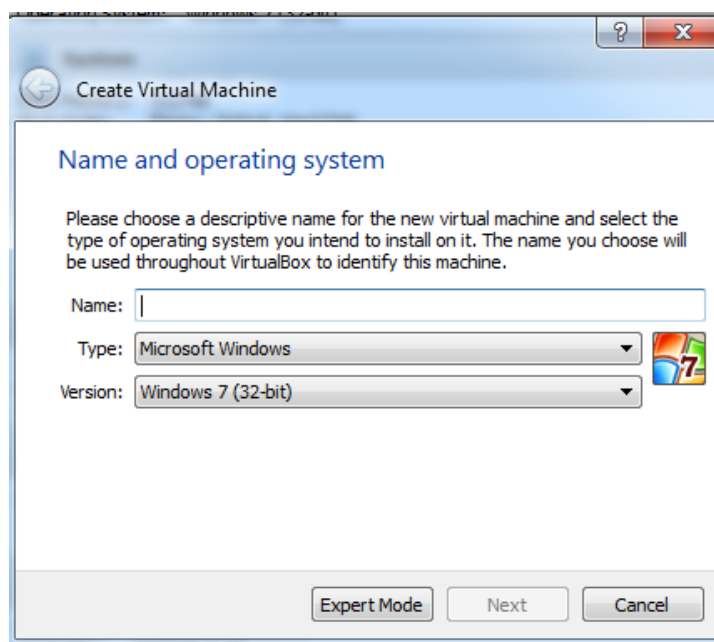 Create Virtual Machine
Name and operating system
Please choose a descriptive name for the new virtual machine and select the
type of operating system you intend to install on it. The name you choose will
be used throughout VirtualBox to identify this machine.
Name:
Type: Microsoft Windows
7
Version: Windows 7 (32-bit)
Expert Mode Next Cancel